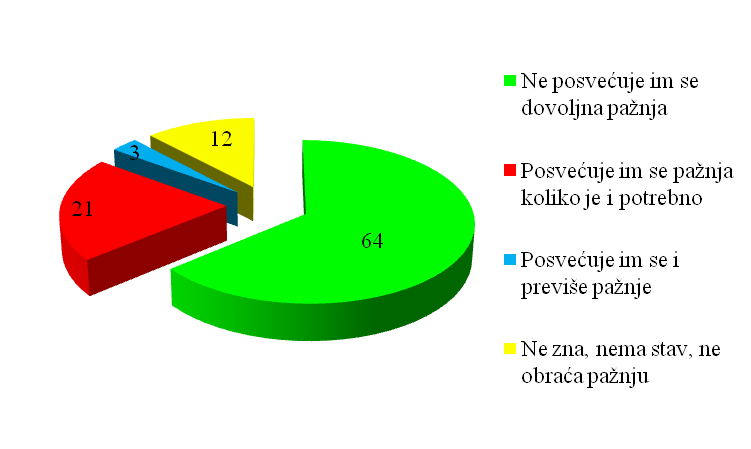 12
3
21
64
Ne posvećuje im se
dovoljna pažnja
Posvećuje im se pažnja
koliko je i potrebno
Posvećuje im se i
previše pažnje
Ne zna, nema stav, ne
obraća pažnju